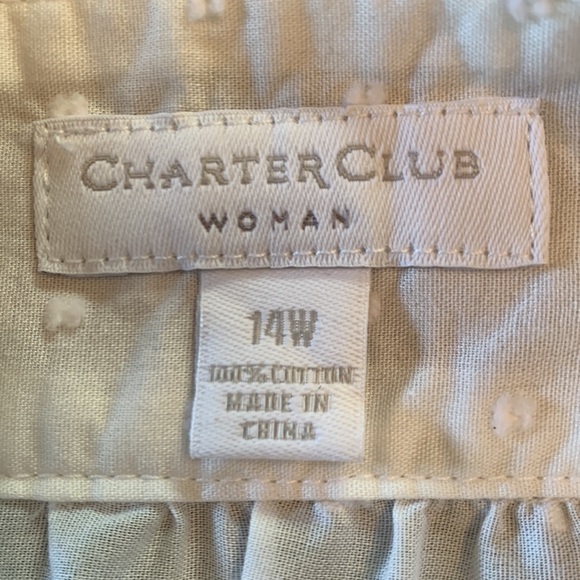 CHARTER CLUB
WOMAN
14W
100% COTTON
MADE IN
CHINA